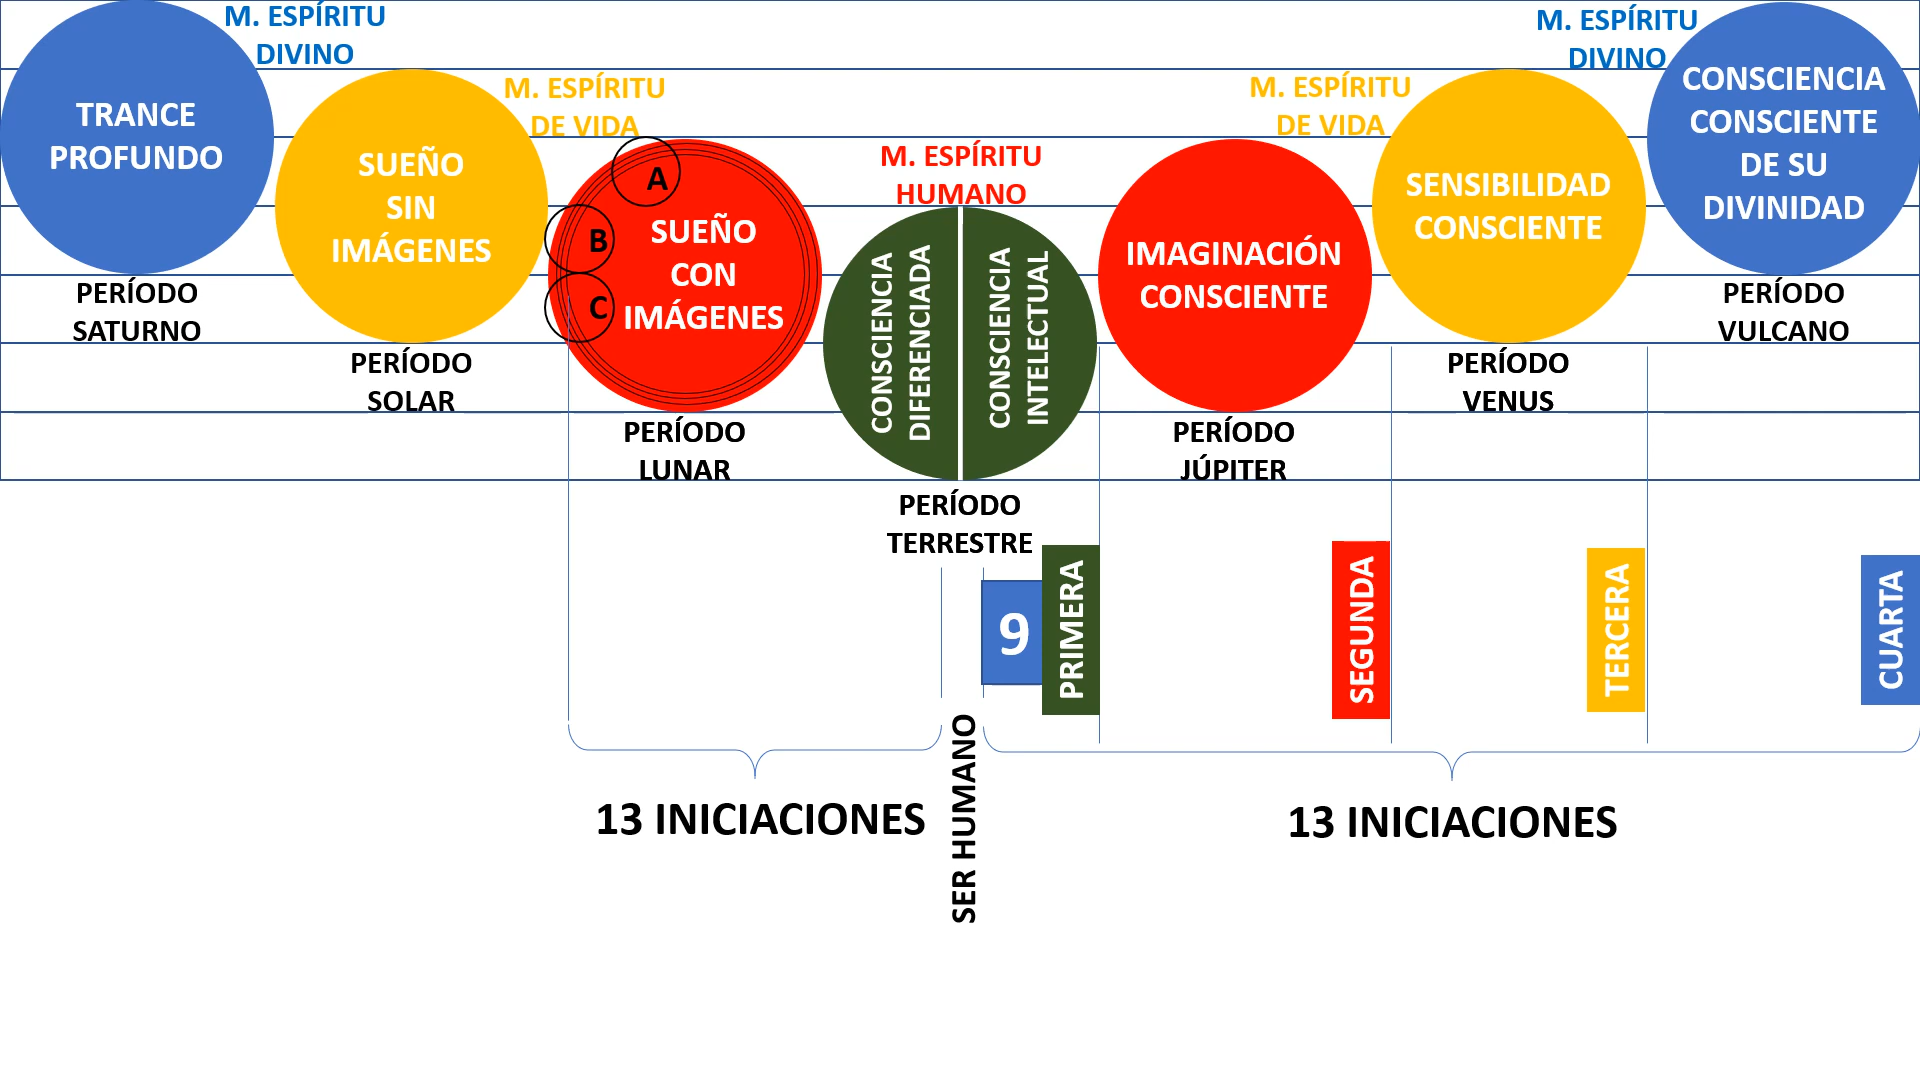 M. ESPÍRITU
DIVINO
TRANCE
PROFUNDO
PERÍODO
SATURNO
M. ESPÍRITU
DE VIDA
SUEÑO
SIN
IMÁGENES
PERÍODO
SOLAR
A
B
C
SUEÑO
CON
IMÁGENES
PERÍODO
LUNAR
M. ESPÍRITU
HUMANO
CONSCIENCIA
DIFERENCIADA
CONSCIENCIA
INTELECTUAL
PERÍODO
TERRESTRE
IMAGINACIÓN
CONSCIENTE
PERÍODO
JÚPITER
M. ESPÍRITU
DE VIDA
SENSIBILIDAD
CONSCIENTE
PERÍODO
VENUS
M. ESPÍRITU
DIVINO
CONSCIENCIA
CONSCIENTE
DE SU
DIVINIDAD
PERÍODO
VULCANO
9
PRIMERA
SEGUNDA
TERCERA
CUARTA
13 INICIACIONES
SER HUMANO
13 INICIACIONES